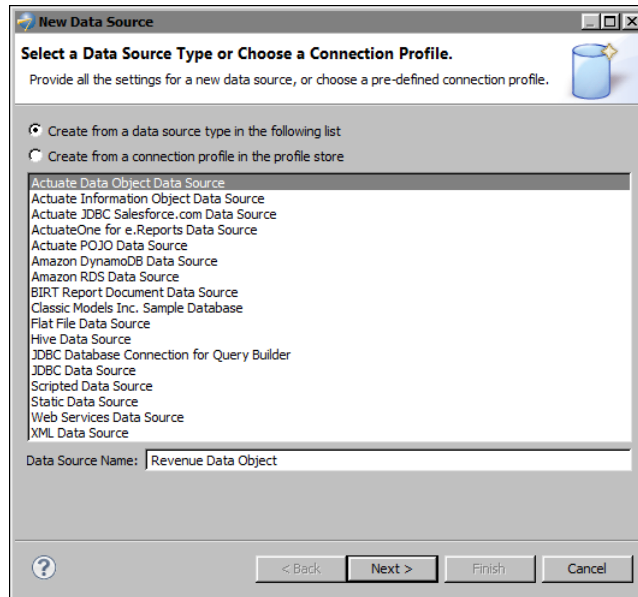 New Data Source
Select a Data Source Type or Choose a Connection Profile.
Provide all the settings for a new data source, or choose a pre-defined connection profile.
Create from a data source type in the following list
Create from a connection profile in the profile store
Actuate Data Object Data Source
Actuate Information Object Data Source
Actuate JDBC Salesforce.com Data Source
ActuateOne for e.Reports Data Source
Actuate POJO Data Source
Amazon DynamoDB Data Source
Amazon RDS Data Source
BIRT Report Document Data Source
Classic Models Inc. Sample Database
Flat File Data Source
Hive Data Source
JDBC Database Connection for Query Builder
JDBC Data Source
Scripted Data Source
Static Data Source
Web Services Data Source
XML Data Source
Data Source Name: Revenue Data Object
? < Back Next > Finish Cancel